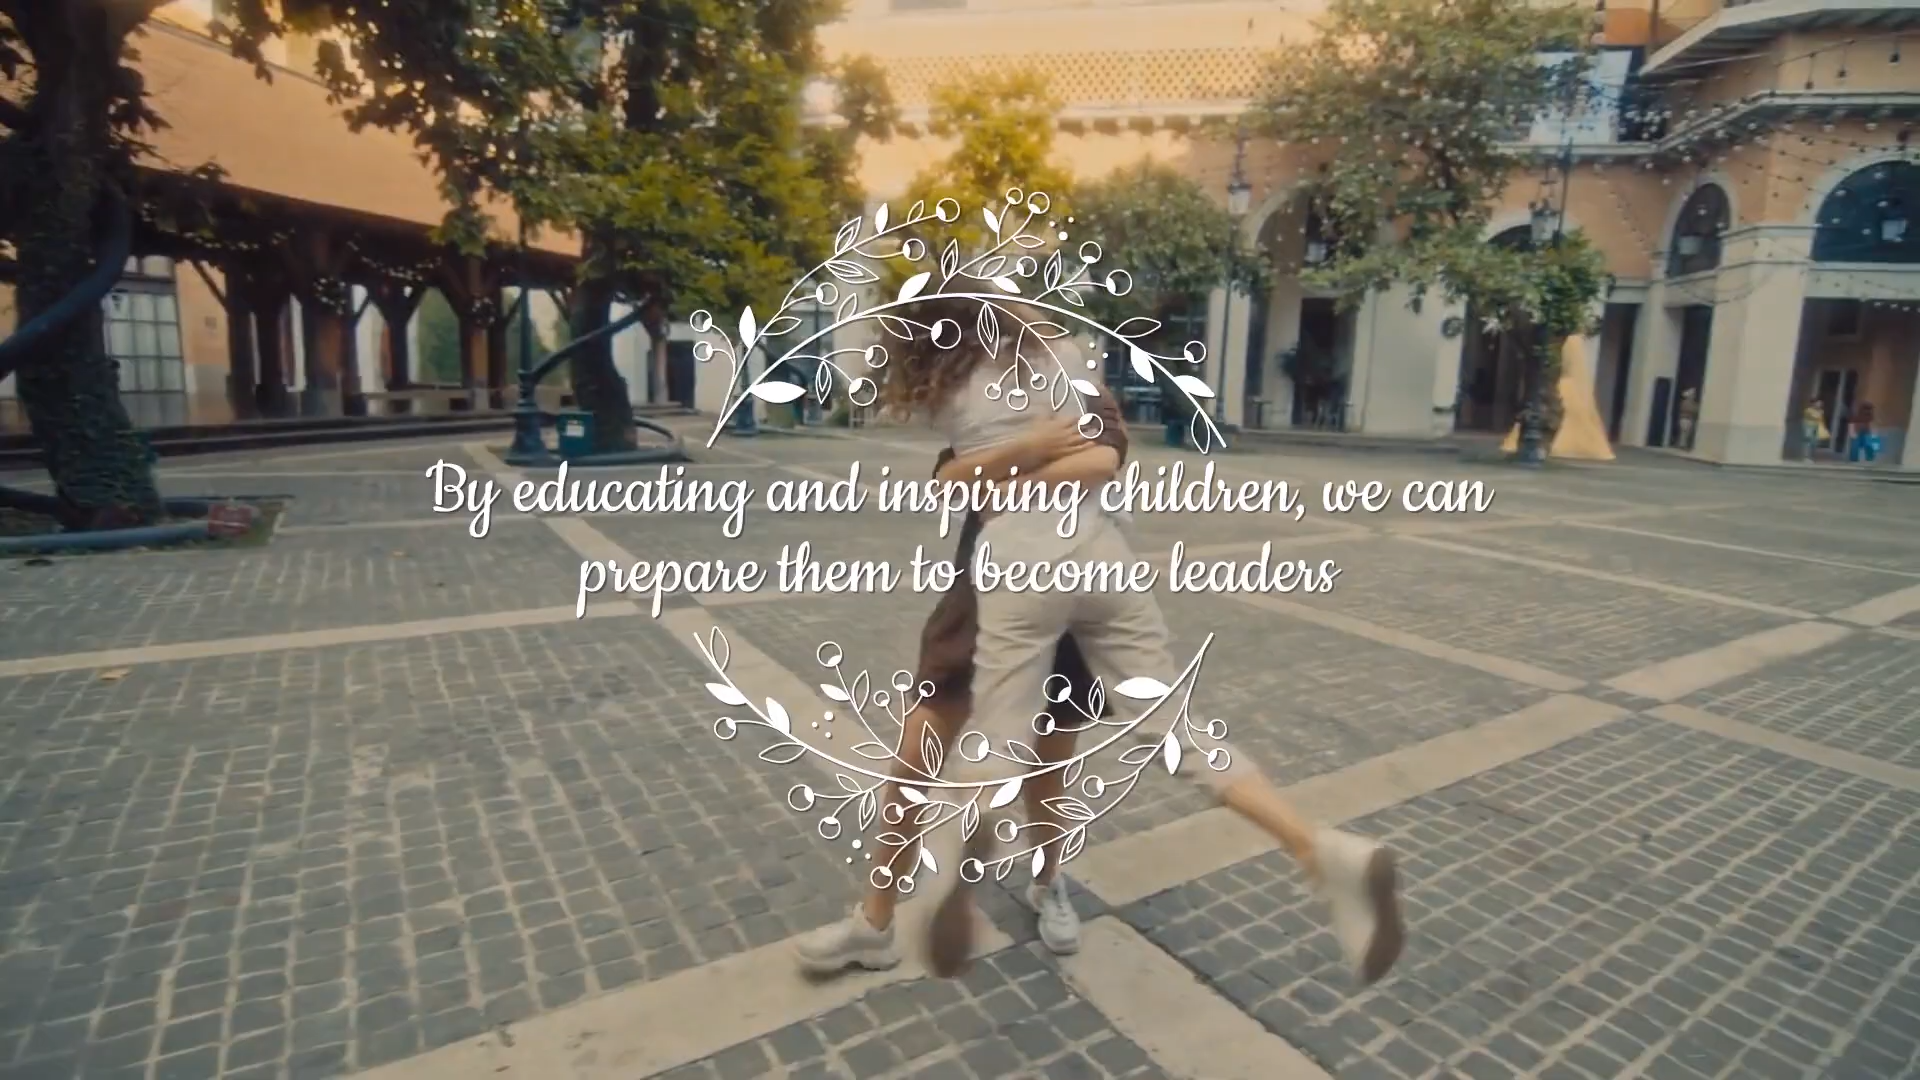 By educating and inspiring children, we can
prepare them to become leaders